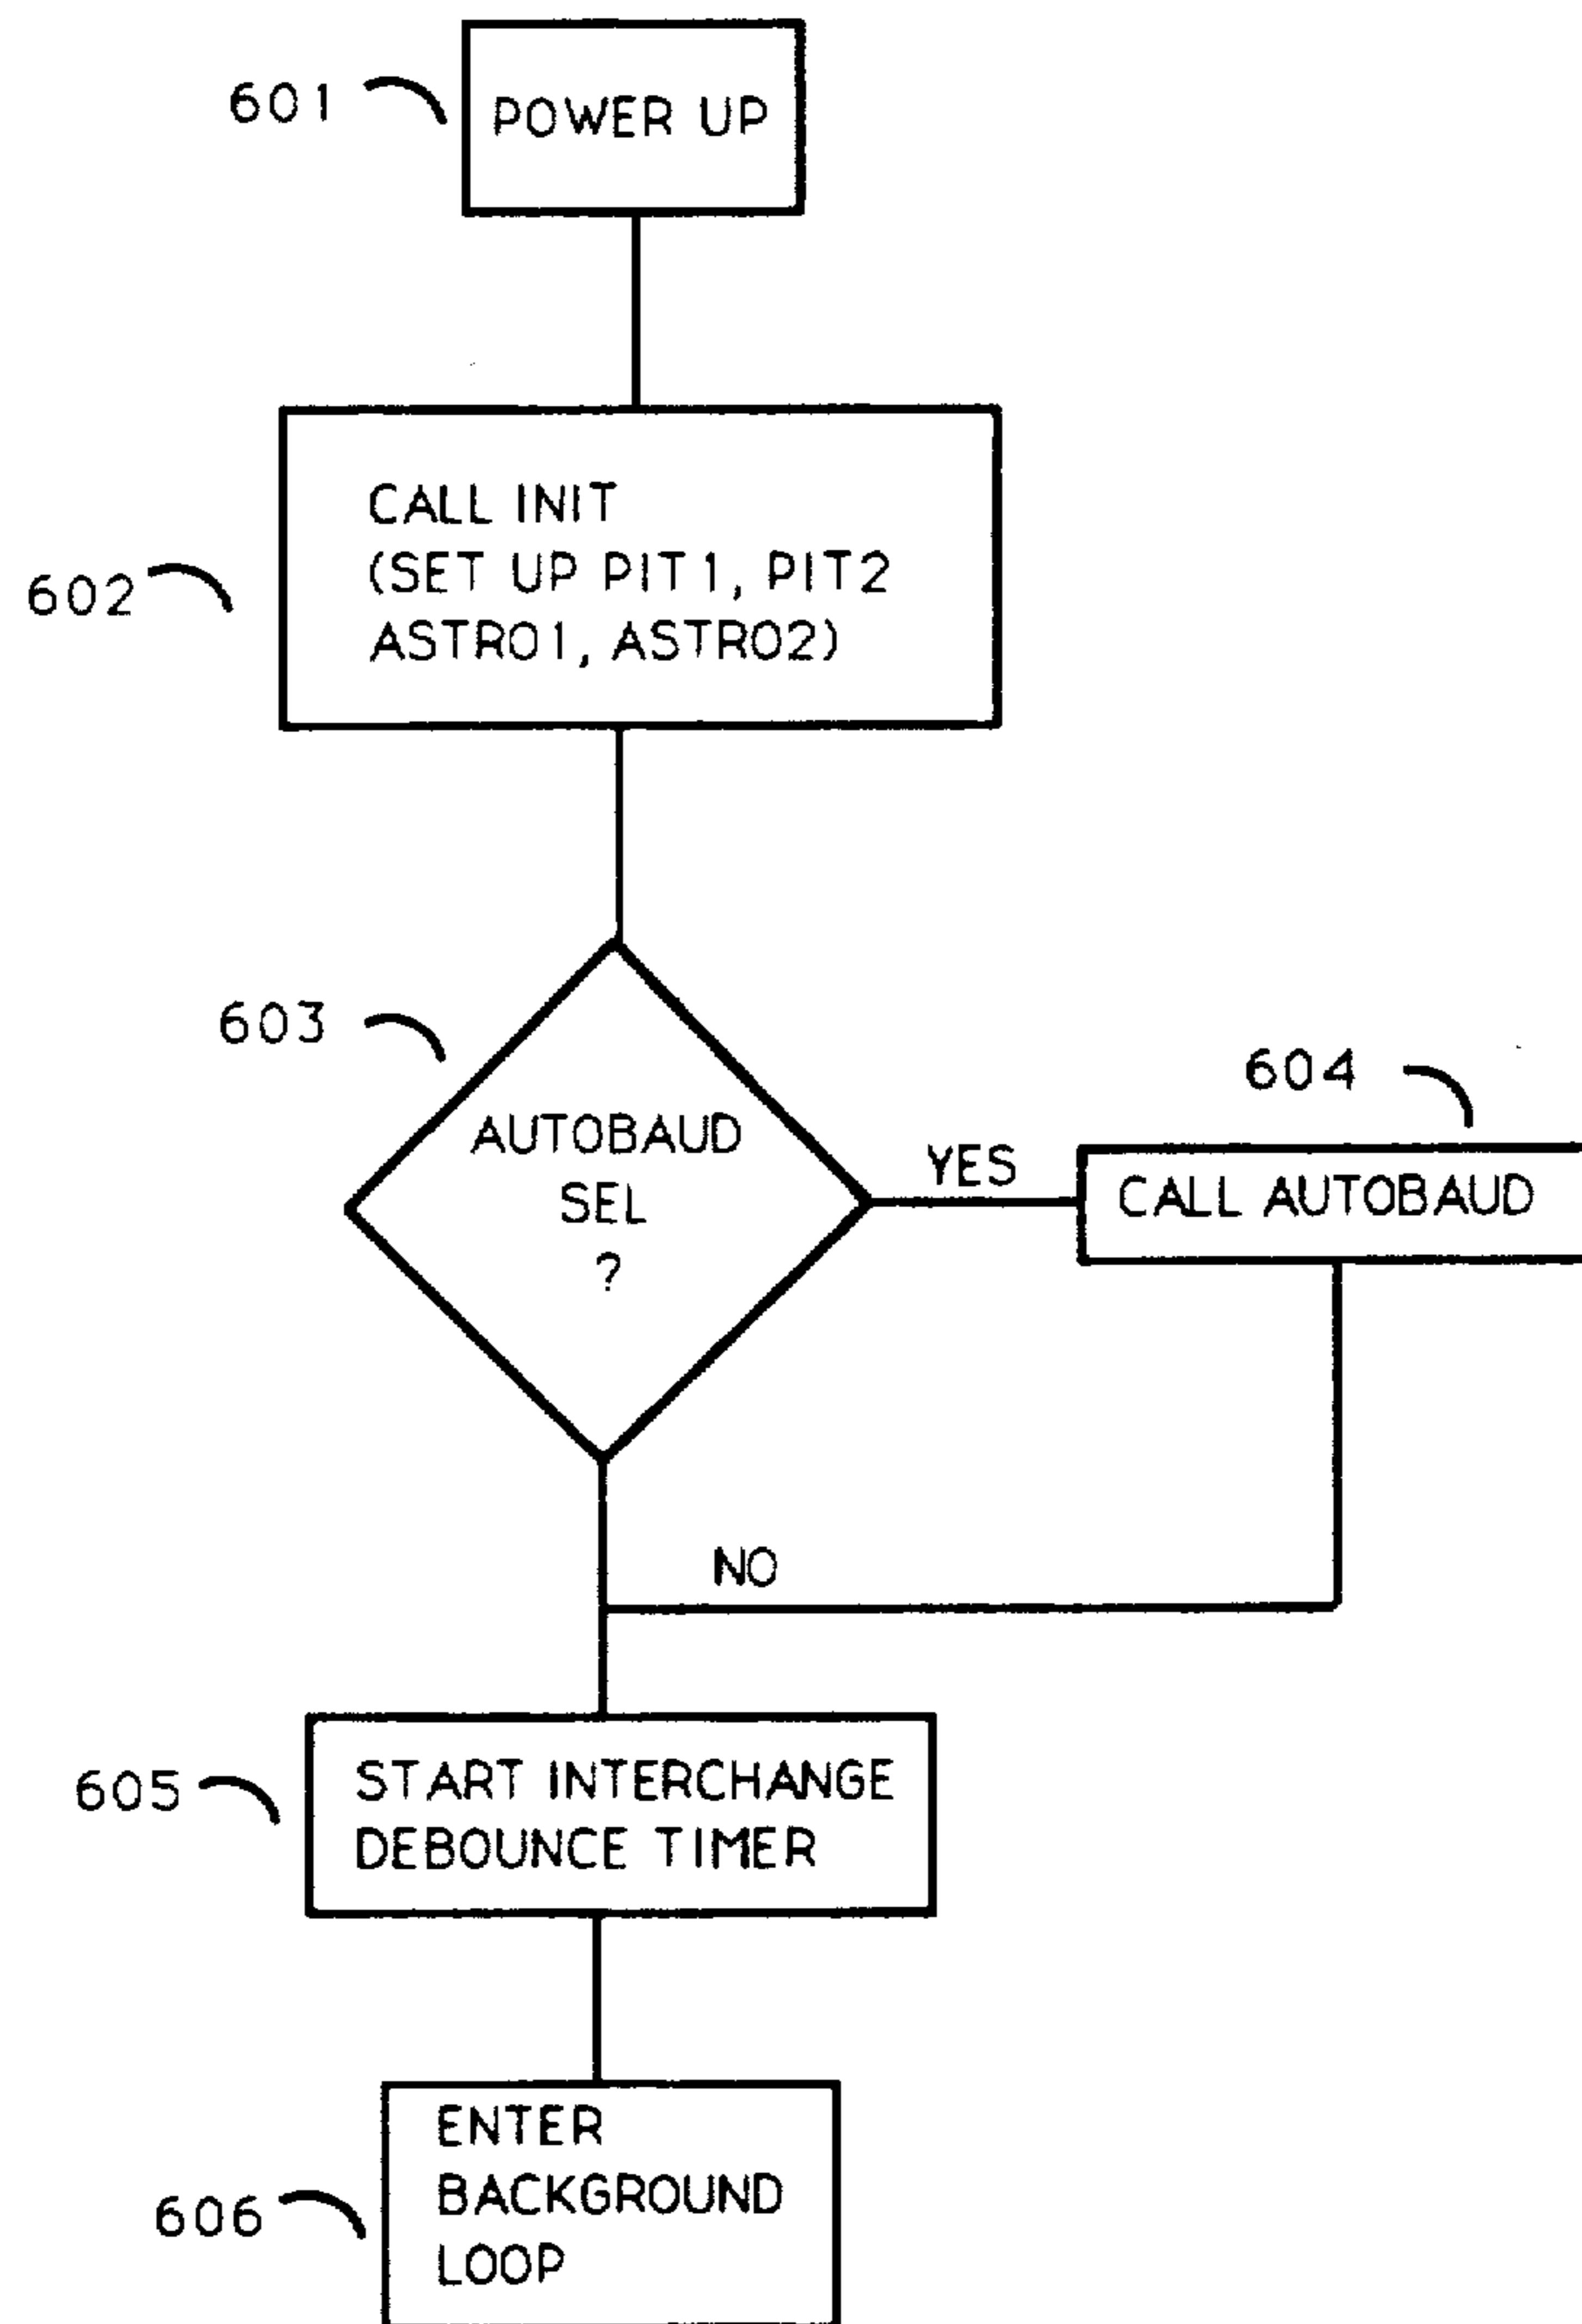 601
POWER UP
602
CALL INIT
(SET UP PIT1, PIT2
ASTRO1, ASTRO2)
603
AUTOBAUD
SEL
?
YES
604
CALL AUTOBAUD
NO
605
START INTERCHANGE
DEBOUNCE TIMER
606
ENTER
BACKGROUND
LOOP